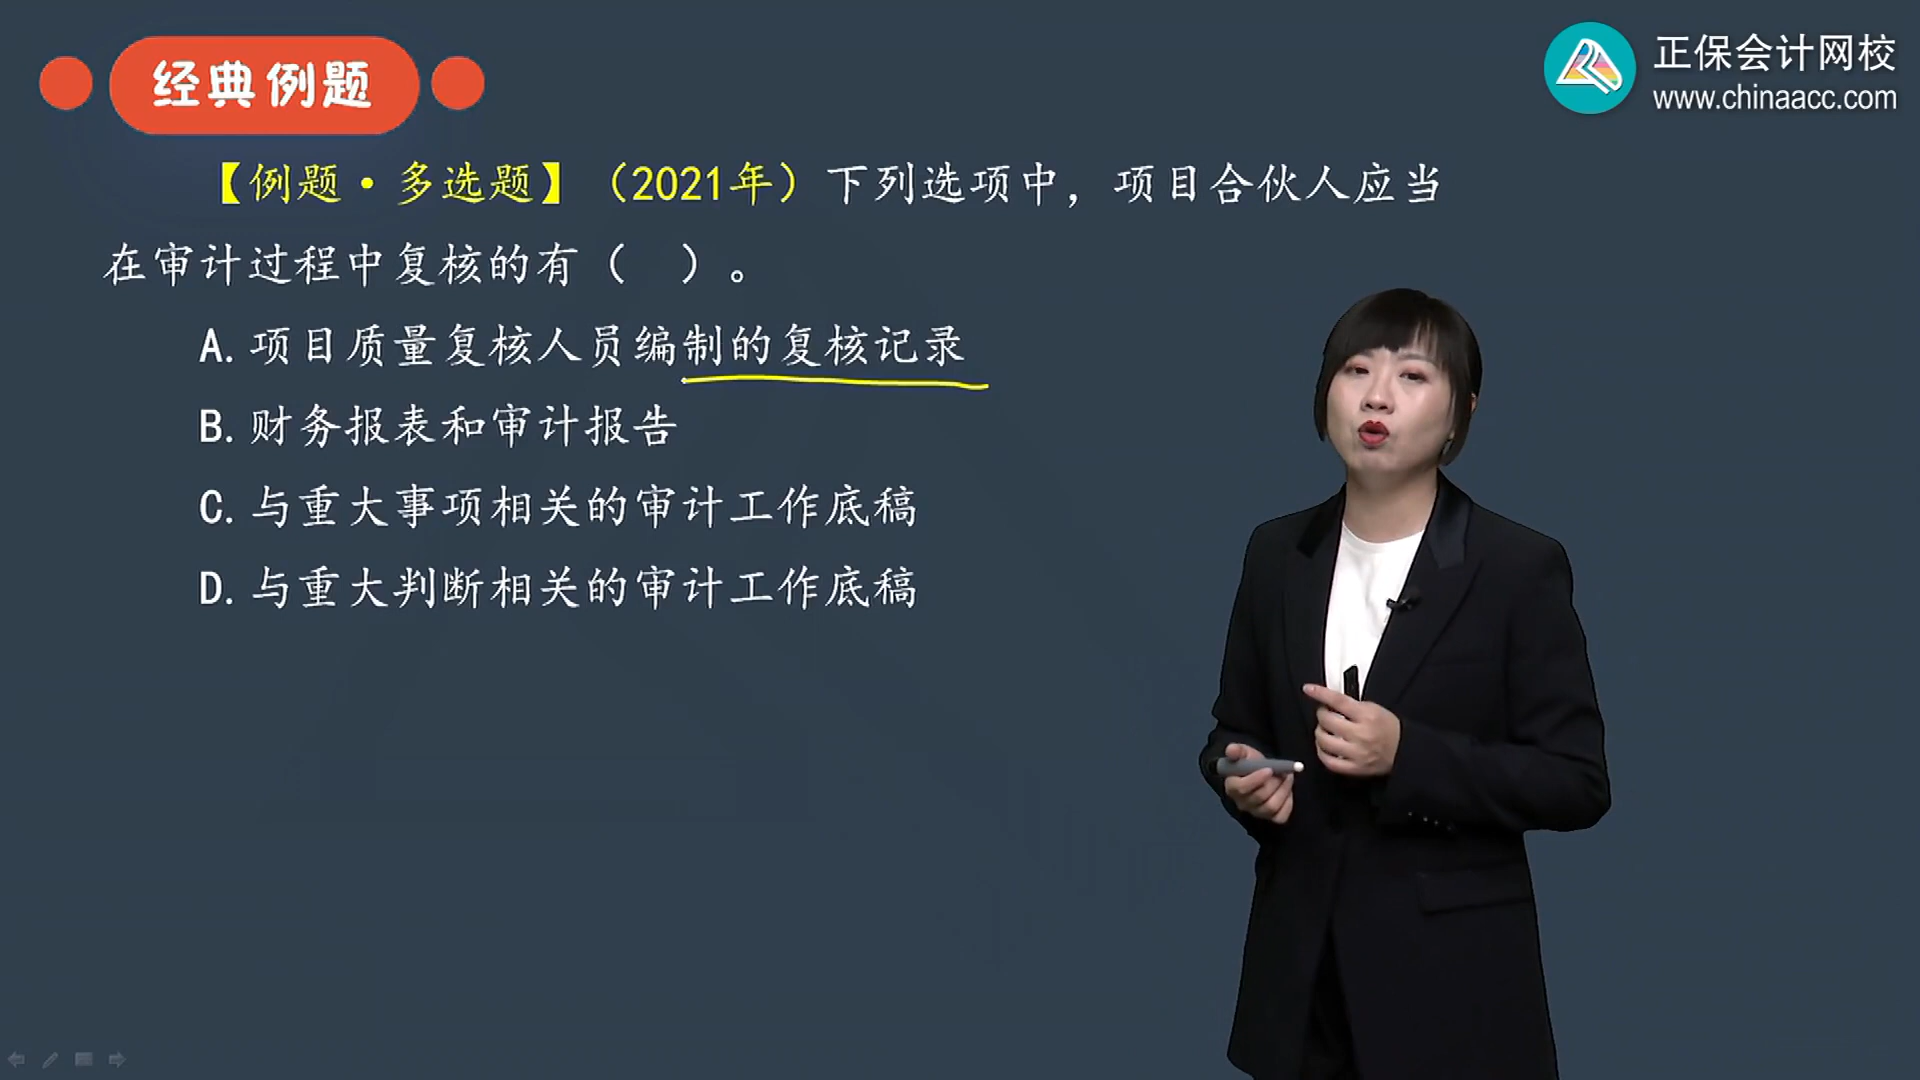 经典例题
正保会计网校
www.chinaacc.com
【例题·多选题】（2021年）下列选项中，项目合伙人应当
在审计过程中复核的有（　）。
A. 项目质量复核人员编制的复核记录
B. 财务报表和审计报告
C. 与重大事项相关的审计工作底稿
D. 与重大判断相关的审计工作底稿